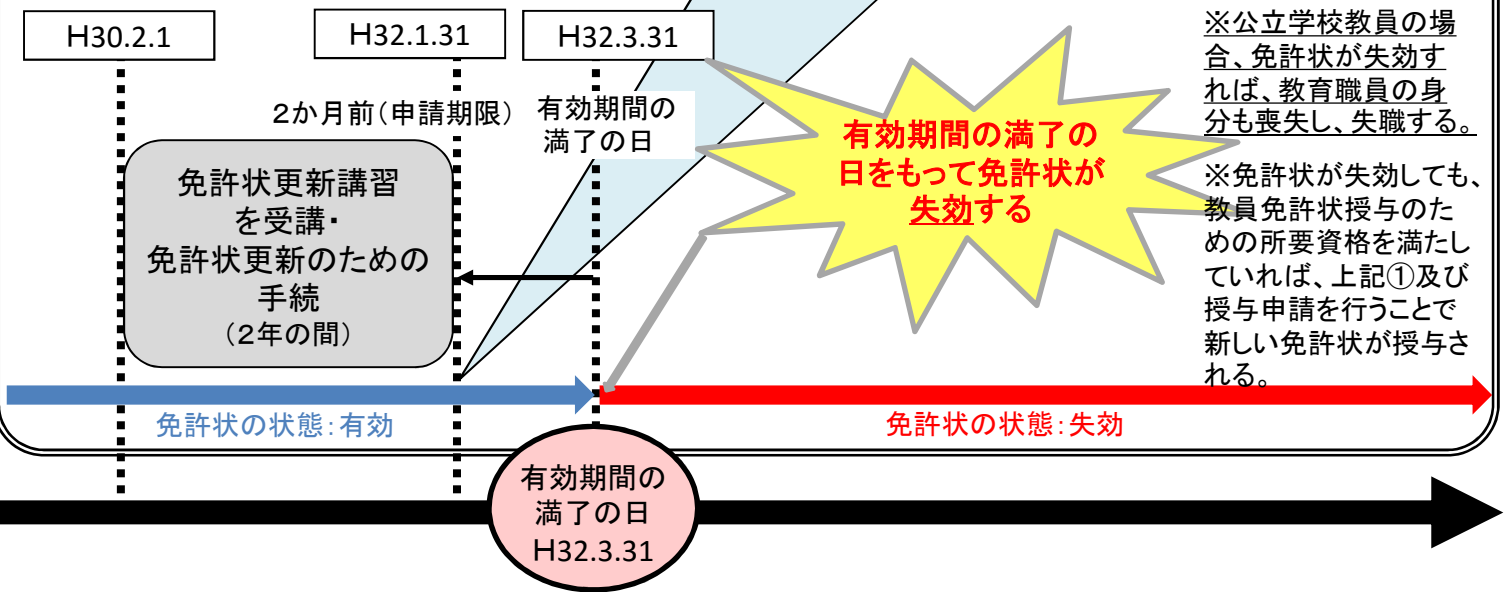 H30.2.1
H32.1.31
H32.3.31
2か月前(申請期限)
有効期間の
満了の日
免許状更新講習
を受講・
免許状更新のための
手続
(2年の間)
有効期間の満了の
日をもって免許状が
失効する
※公立学校教員の場
合、免許状が失効す
れば、教育職員の身
分も喪失し、失職する。
※免許状が失効しても、
教員免許状授与のた
めの所要資格を満たし
ていれば、上記①及び
授与申請を行うことで
新しい免許状が授与さ
れる。
免許状の状態:有効
免許状の状態:失効
有効期間の
満了の日
H32.3.31